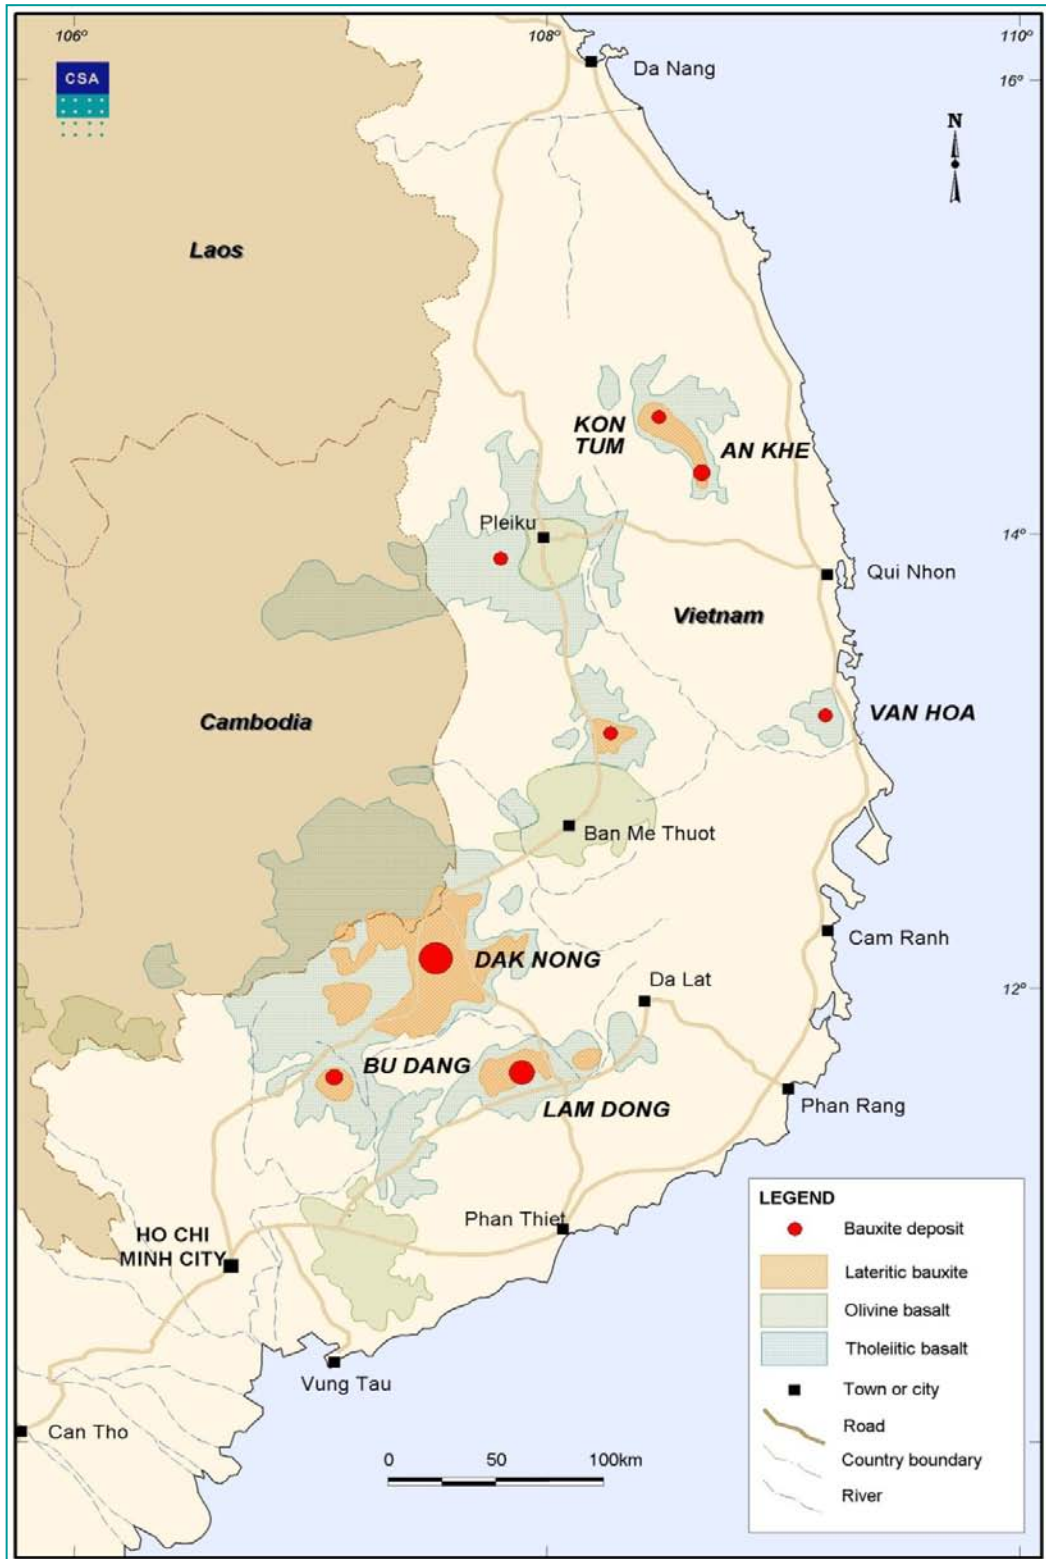 106°
108°
110°
CSA
Da Nang
16°
N
Laos
KON
TUM
AN KHE
Pleiku
14°
Qui Nhon
Vietnam
VAN HOA
Cambodia
Ban Me Thuot
Cam Ranh
DAK NONG
Da Lat
12°
BU DANG
LAM DONG
Phan Rang
LEGEND
Bauxite deposit
Lateritic bauxite
Olivine basalt
Tholeiitic basalt
Town or city
Road
Country boundary
River
Phan Thiet
HO CHI
MINH CITY
Vung Tau
Can Tho
0 50 100km